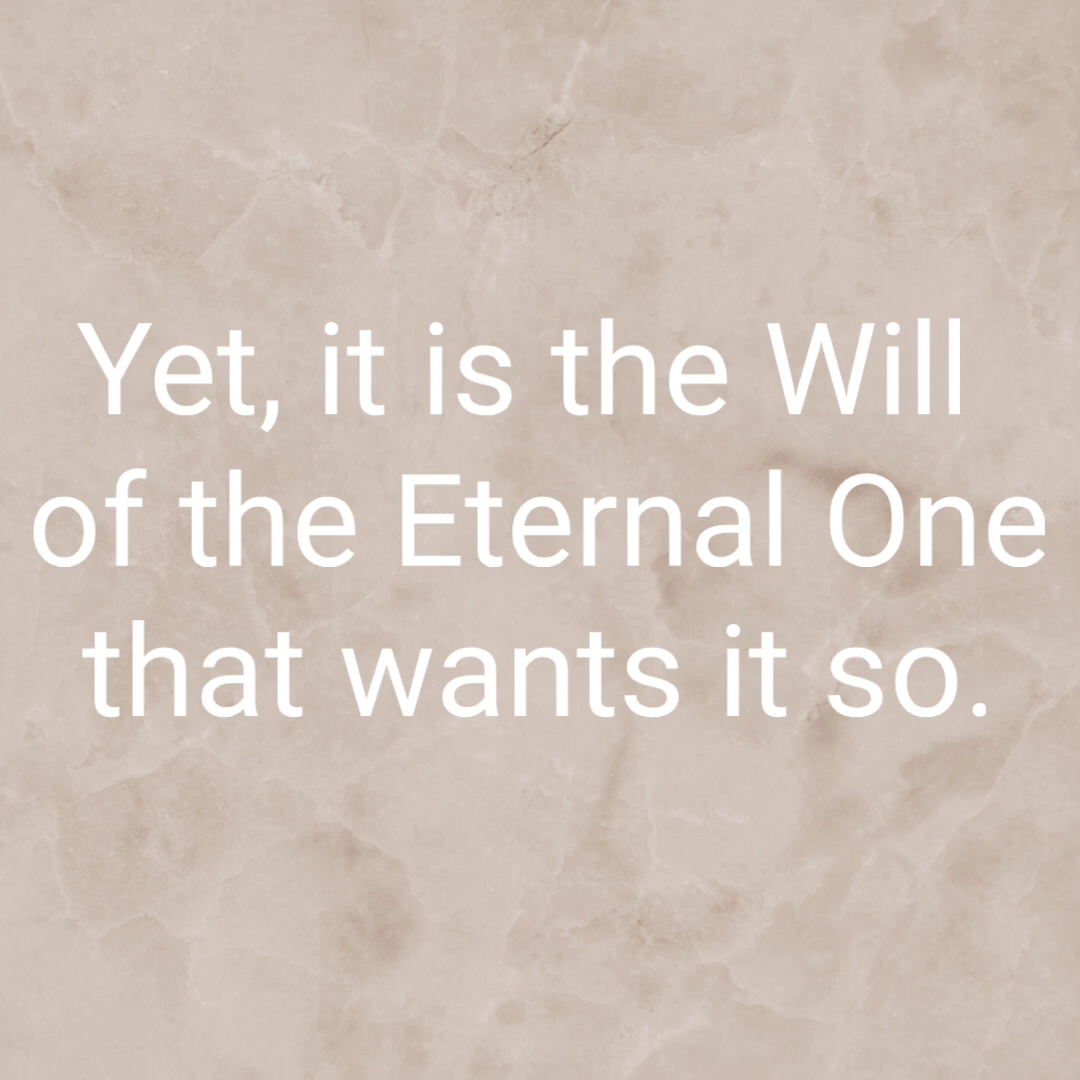 Yet, it is the Will
of the Eternal One
that wants it so.